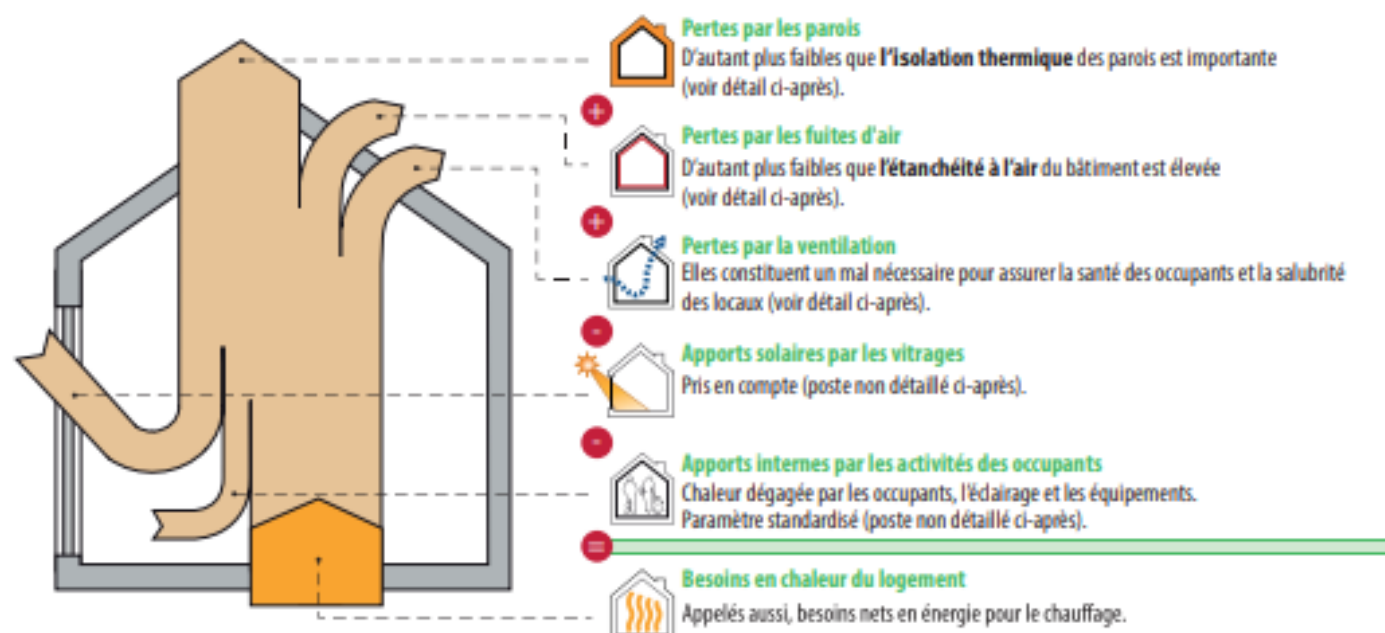 Pertes par les parois
D'autant plus faibles que l'isolation thermique des parois est importante
(voir détail ci-après).
+
Pertes par les fuites d'air
D'autant plus faibles que l'étanchéité à l'air du bâtiment est élevée
(voir détail ci-après).
+
Pertes par la ventilation
Elles constituent un mal nécessaire pour assurer la santé des occupants et la salubrité
des locaux (voir détail ci-après).
-
Apports solaires par les vitrages
Pris en compte (poste non détaillé ci-après).
-
Apports internes par les activités des occupants
Chaleur dégagée par les occupants, l'éclairage et les équipements.
Paramètre standardisé (poste non détaillé ci-après).
=
Besoins en chaleur du logement
Appelés aussi, besoins nets en énergie pour le chauffage.